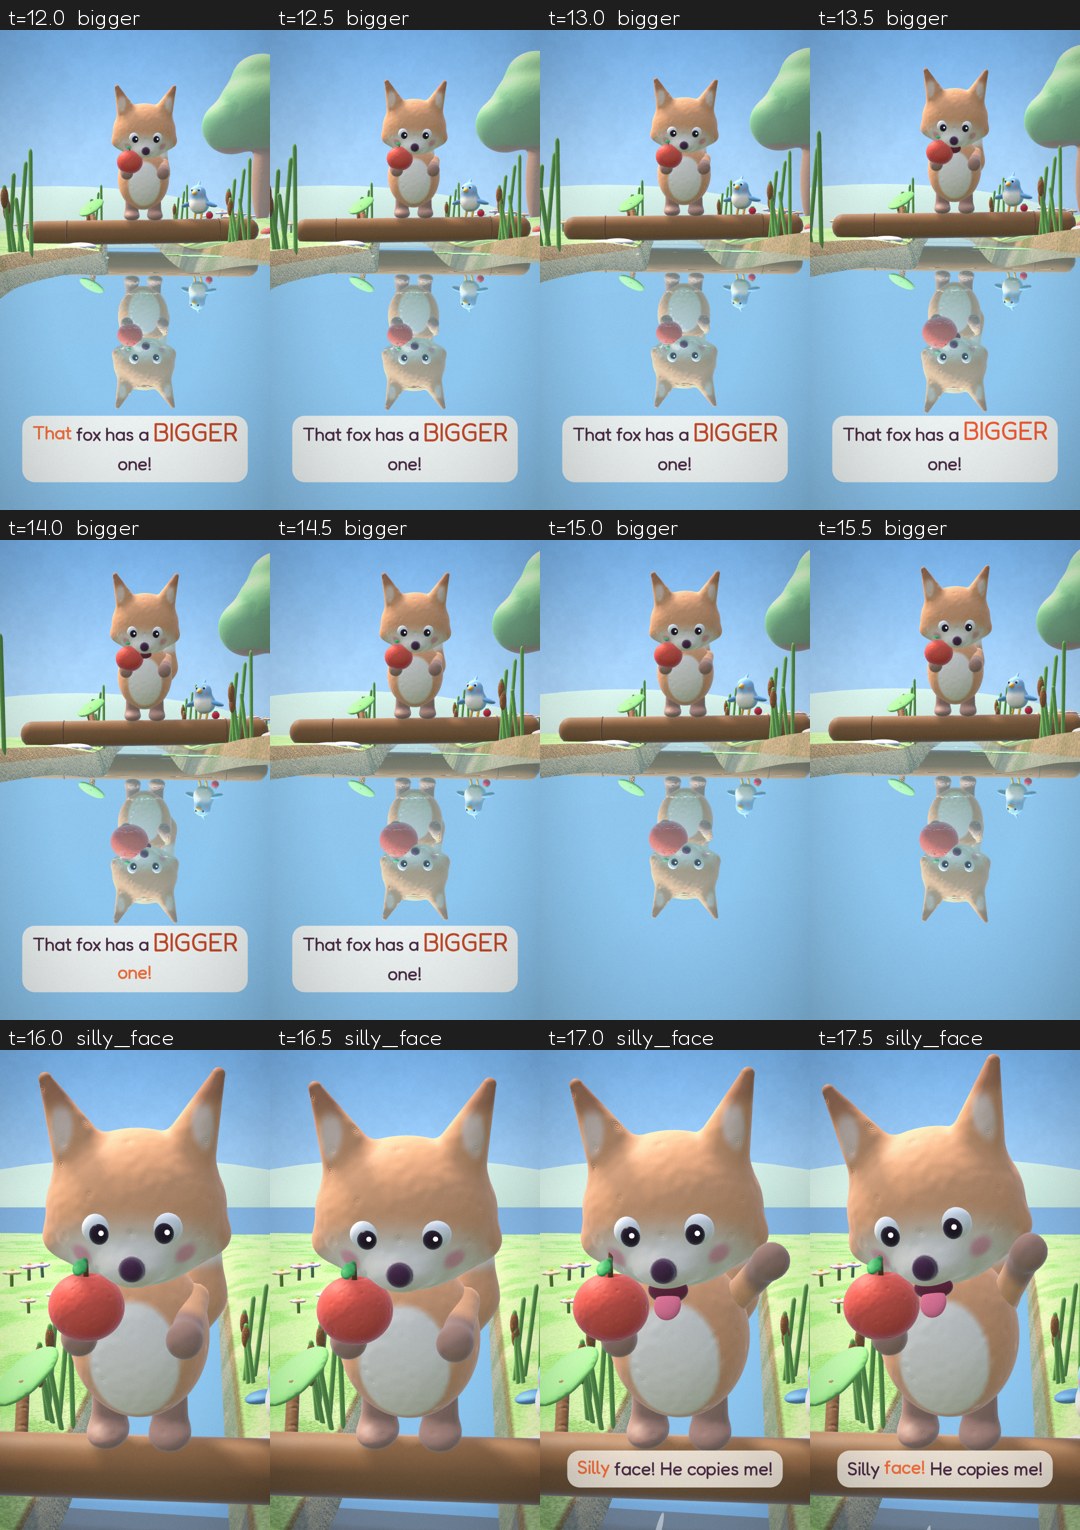 t=12.0 bigger
t=12.5 bigger
t=13.0 bigger
t=13.5 bigger
That fox has a BIGGER
one!
That fox has a BIGGER
one!
That fox has a BIGGER
one!
That fox has a BIGGER
one!
t=14.0 bigger
t=14.5 bigger
t=15.0 bigger
t=15.5 bigger
That fox has a BIGGER
one!
That fox has a BIGGER
one!
t=16.0 silly_face
t=16.5 silly_face
t=17.0 silly_face
t=17.5 silly_face
Silly face! He copies me!
Silly face! He copies me!